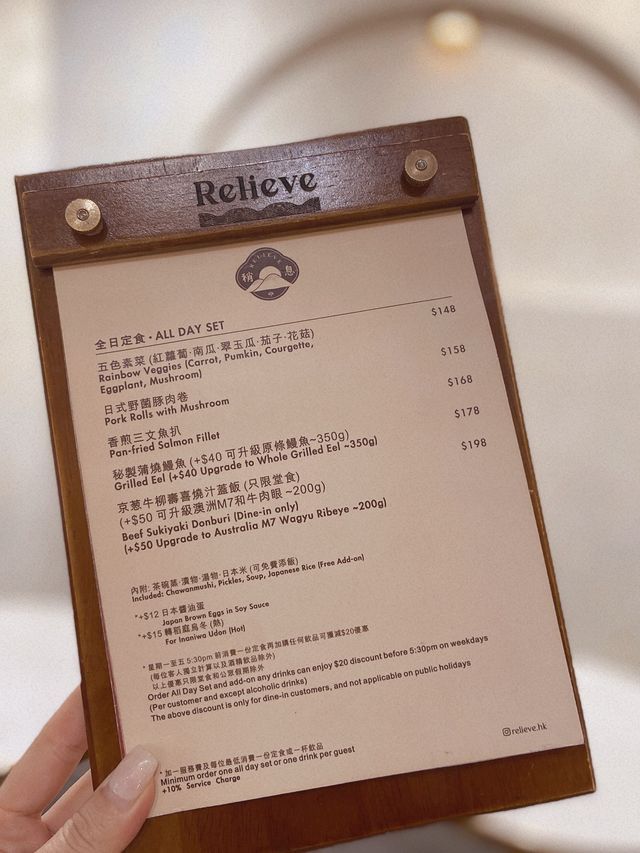 Relieve
RELIEVE
稍息
全日定食 · ALL DAY SET
五色素菜 (紅蘿蔔·南瓜·翠玉瓜·茄子·花菇) $148
Rainbow Veggies (Carrot, Pumkin, Courgette,
Eggplant, Mushroom)
日式野菌豚肉卷 $158
Pork Rolls with Mushroom
香煎三文魚扒 $168
Pan-fried Salmon Fillet
秘製蒲燒鰻魚 (+$40 可升級原條鰻魚~350g) $178
Grilled Eel (+$40 Upgrade to Whole Grilled Eel ~350g)
京葱牛柳壽喜燒汁蓋飯 (只限堂食) $198
(+$50 可升級澳洲M7和牛肉眼 ~200g)
Beef Sukiyaki Donburi (Dine-in only)
(+$50 Upgrade to Australia M7 Wagyu Ribeye ~200g)
內附: 茶碗蒸·漬物·湯物·日本米 (可免費添飯)
Included: Chawanmushi, Pickles, Soup, Japanese Rice (Free Add-on)
*+$12 日本醬油蛋
Japan Brown Eggs in Soy Sauce
*+$15 轉稻庭烏冬 (熱)
For Inaniwa Udon (Hot)
* 星期一至五 5:30pm 前消費一份定食再加購任何飲品可獲減$20優惠
(每位客人獨立計算以及酒精飲品除外)
以上優惠只限堂食和公眾假期除外
Order All Day Set and add-on any drinks can enjoy $20 discount before 5:30pm on weekdays
(Per customer and except alcoholic drinks)
The above discount is only for dine-in customers, and not applicable on public holidays
relieve.hk
* 加一服務費及每位最低消費一份定食或一杯飲品
Minimum order one all day set or one drink per guest
+10% Service Charge